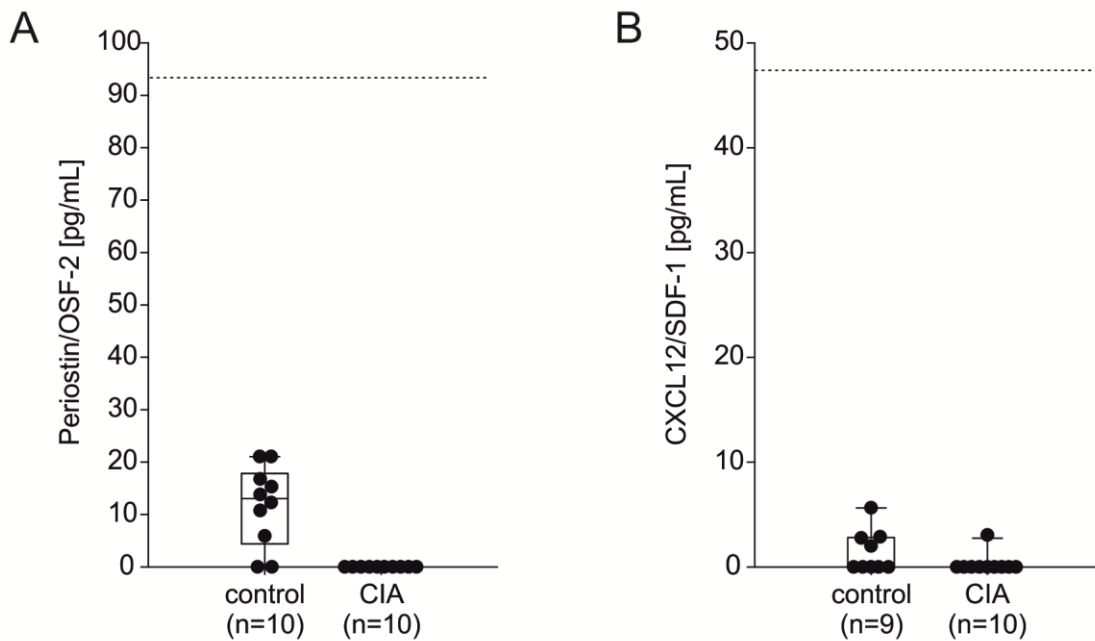 A
Periostin/OSF-2 [pg/mL]
100
90
80
70
60
50
40
30
20
10
0
control
(n=10)
CIA
(n=10)
B
CXCL12/SDF-1 [pg/mL]
50
40
30
20
10
0
control
(n=9)
CIA
(n=10)